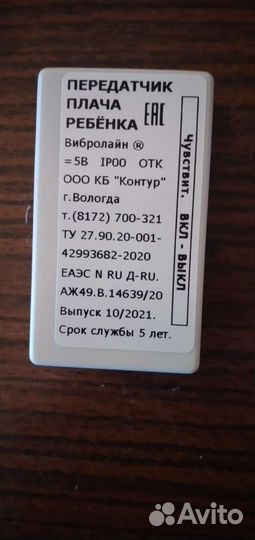 ПЕРЕДАТЧИК
ПЛАЧА
РЕБЁНКА
EAC
Вибролайн ®
=5В IP00 ОТК
ООО КБ "Контур"
г.Вологда
т.(8172) 700-321
ТУ 27.90.20-001-
42993682-2020
ЕАЭС N RU Д-RU.
АЖ49.В.14639/20
Выпуск 10/2021.
Срок службы 5 лет.
Чувствит. ВКЛ - ВЫКЛ
Avito